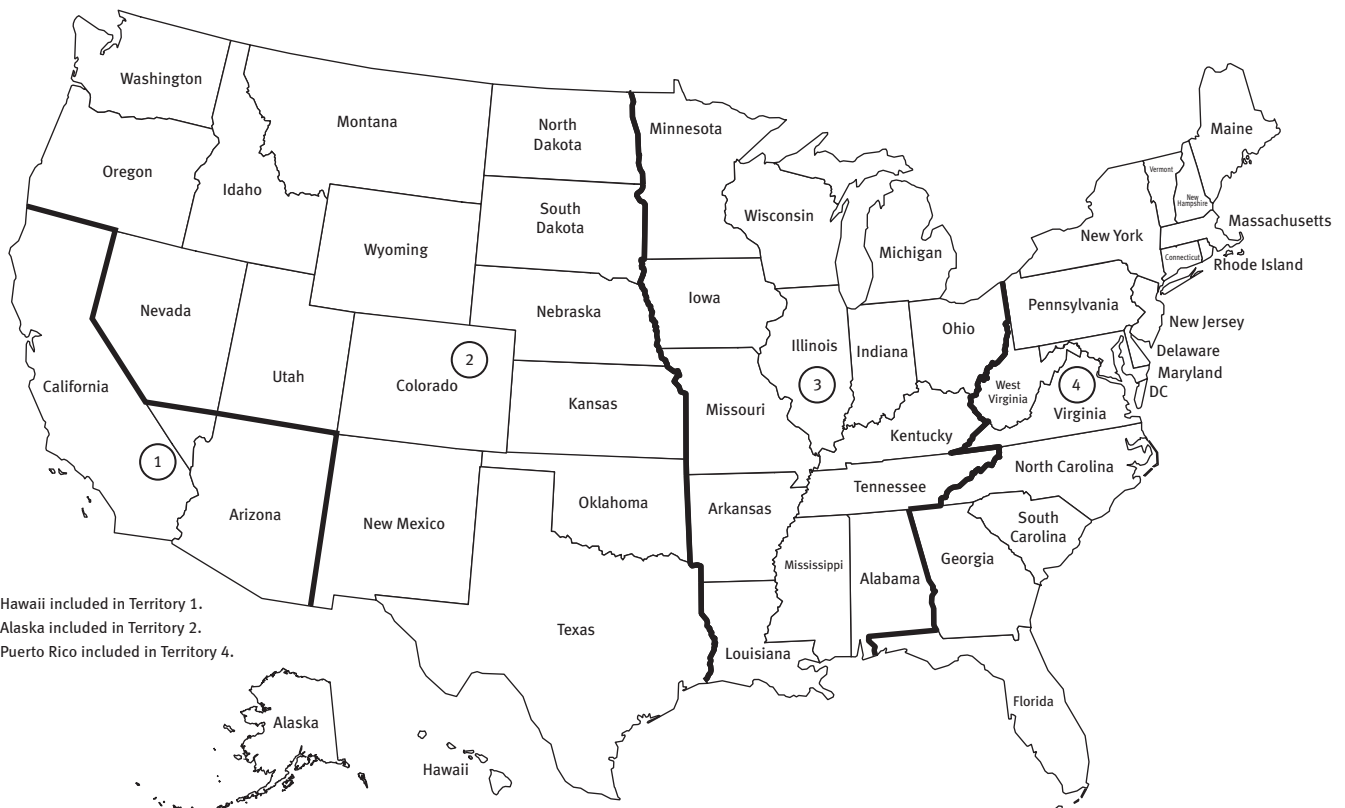 Washington
Montana
North
Dakota
Minnesota
Maine
Oregon
Idaho
Vermont
New
Hampshire
South
Dakota
Wisconsin
Michigan
New York
Massachusetts
Wyoming
Connecticut
Rhode Island
Nevada
Nebraska
Iowa
Pennsylvania
New Jersey
Ohio
Illinois
Indiana
Delaware
Maryland
DC
California
Utah
Colorado
2
3
4
West
Virginia
Virginia
Kansas
Missouri
Kentucky
1
North Carolina
Arizona
New Mexico
Oklahoma
Arkansas
Tennessee
South
Carolina
Mississippi
Alabama
Georgia
Hawaii included in Territory 1.
Alaska included in Territory 2.
Puerto Rico included in Territory 4.
Texas
Louisiana
Florida
Alaska
Hawaii